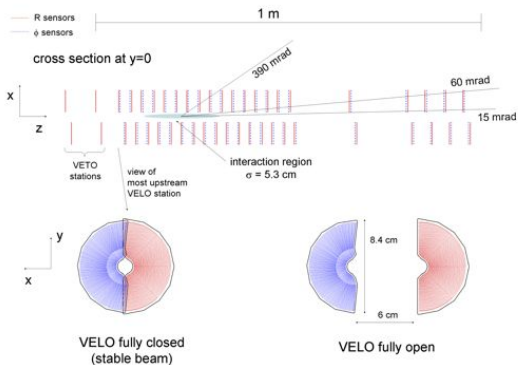 R sensors
ϕ sensors
1 m
cross section at y=0
390 mrad
60 mrad
15 mrad
x
z
VETO
stations
view of
most upstream
VELO station
interaction
region
σ = 5.3 cm
y
x
8.4 cm
6 cm
VELO fully closed
(stable beam)
VELO fully open